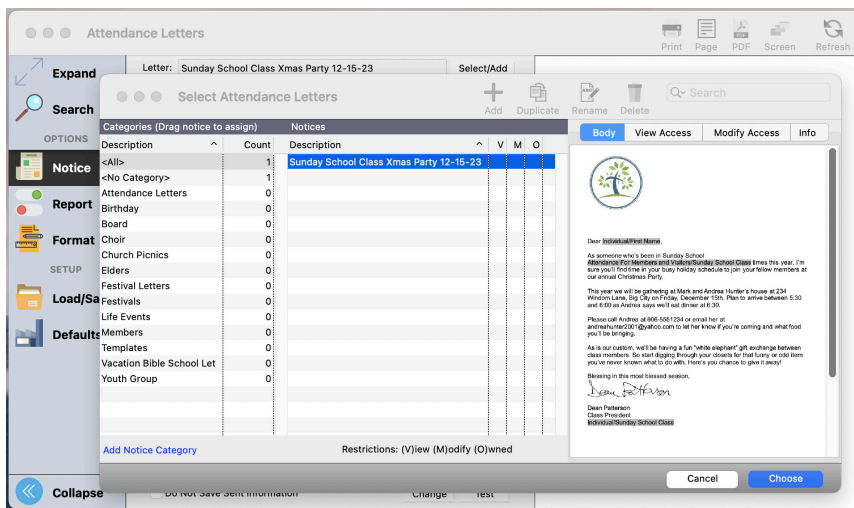 Attendance Letters
Print Page PDF Screen Refresh
Expand
Letter: Sunday School Class Xmas Party 12-15-23 Select/Add
Search
OPTIONS
Notice
Report
Format
SETUP
Load/Sa
Defaults
Collapse
Select Attendance Letters
Add Duplicate Rename Delete
Search
Categories (Drag notice to assign) Notices
Description Count Description V M O
<All> 1 Sunday School Class Xmas Party 12-15-23
<No Category> 1
Attendance Letters 0
Birthday 0
Board 0
Choir 0
Church Picnics 0
Elders 0
Festival Letters 0
Festivals 0
Life Events 0
Members 0
Templates 0
Vacation Bible School Let 0
Youth Group 0
Add Notice Category
Restrictions: (V)iew (M)odify (O)wned
Body View Access Modify Access Info
Dear Individual/First Name,
As someone who's been in Sunday School
Attendance For Members and Visitors/Sunday School Class times this year, I'm
sure you'll find time in your busy holiday schedule to join your fellow members at
our annual Christmas Party.
This year we will be gathering at Mark and Andrea Hunter's house at 234
Windom Lane, Big City on Friday, December 15th. Plan to arrive between 5:30
and 6:00 as Andrea says we'll eat dinner at 6:30.
Please call Andrea at 606-5551234 or email her at
andreahunter2001@yahoo.com to let her know if you're coming and what food
you'll be bringing.
As is our custom, we'll be having a fun "white elephant" gift exchange between
class members. So start digging through your closets for that funny or odd item
you've never known what to do with. Here's you chance to give it away!
Blessing in this most blessed season,
Dean Patterson
Dean Patterson
Class President
Individual/Sunday School Class
Cancel Choose
Do Not Save Sent Information Change Test